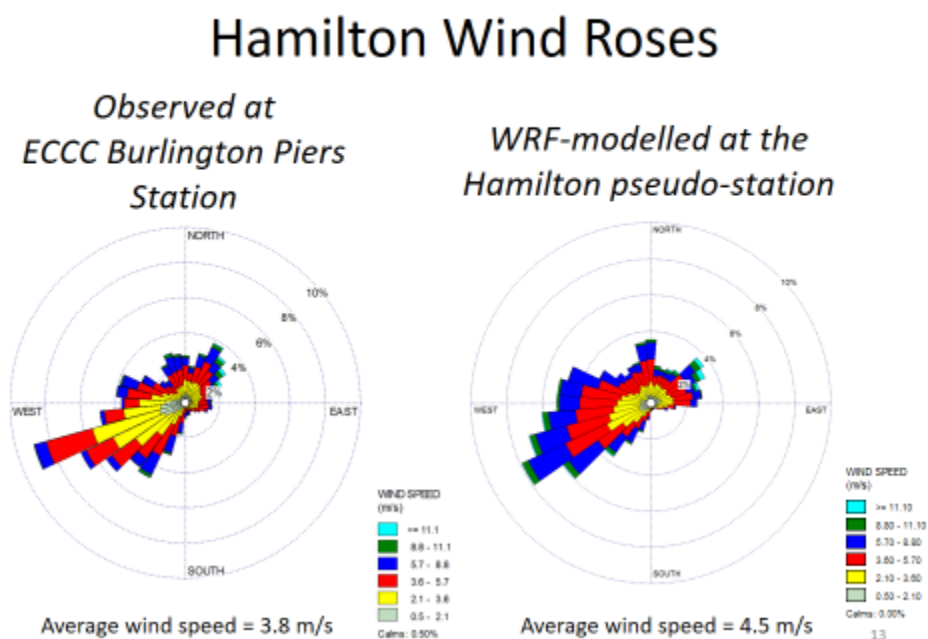 Hamilton Wind Roses
Observed at
ECCC Burlington Piers
Station
WRF-modelled at the
Hamilton pseudo-station
NORTH
10%
8%
6%
4%
2%
WEST
EAST
SOUTH
WIND SPEED
(m/s)
>= 11.1
8.8 - 11.1
5.7 - 8.8
3.6 - 5.7
2.1 - 3.6
0.5 - 2.1
Calms: 0.50%
Average wind speed = 3.8 m/s
NORTH
10%
8%
6%
4%
2%
WEST
EAST
SOUTH
WIND SPEED
(m/s)
>= 11.10
8.80 - 11.10
5.70 - 8.80
3.60 - 5.70
2.10 - 3.60
0.50 - 2.10
Calms: 0.00%
Average wind speed = 4.5 m/s
13